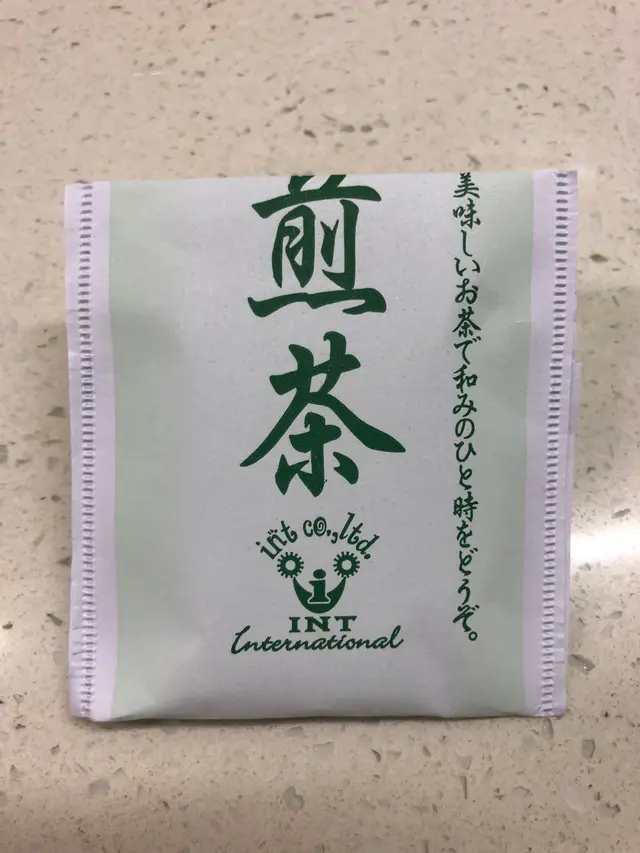 美味しいお茶で和みのひと時をどうぞ。
煎茶
int co.,ltd.
i
INT
International